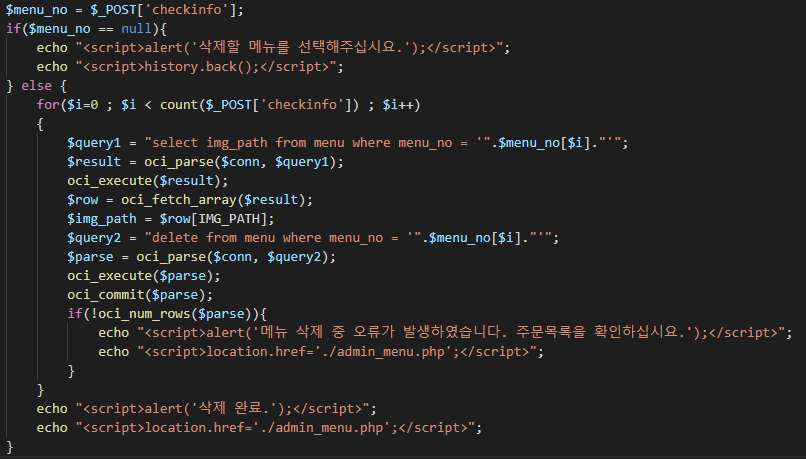 $menu_no = $_POST['checkinfo'];
if($menu_no == null){
    echo "<script>alert('삭제할 메뉴를 선택해주십시요.');</script>";
    echo "<script>history.back();</script>";
} else {
    for($i=0 ; $i < count($_POST['checkinfo']) ; $i++)
    {
        $query1 = "select img_path from menu where menu_no = '".$menu_no[$i]."'";
        $result = oci_parse($conn, $query1);
        oci_execute($result);
        $row = oci_fetch_array($result);
        $img_path = $row[IMG_PATH];
        $query2 = "delete from menu where menu_no = '".$menu_no[$i]."'";
        $parse = oci_parse($conn, $query2);
        oci_execute($parse);
        oci_commit($parse);
        if(!oci_num_rows($parse)){
            echo "<script>alert('메뉴 삭제 중 오류가 발생하였습니다. 주문목록을 확인하십시요.');</script>";
            echo "<script>location.href='./admin_menu.php';</script>";
        }
    }
    echo "<script>alert('삭제 완료.');</script>";
    echo "<script>location.href='./admin_menu.php';</script>";
}